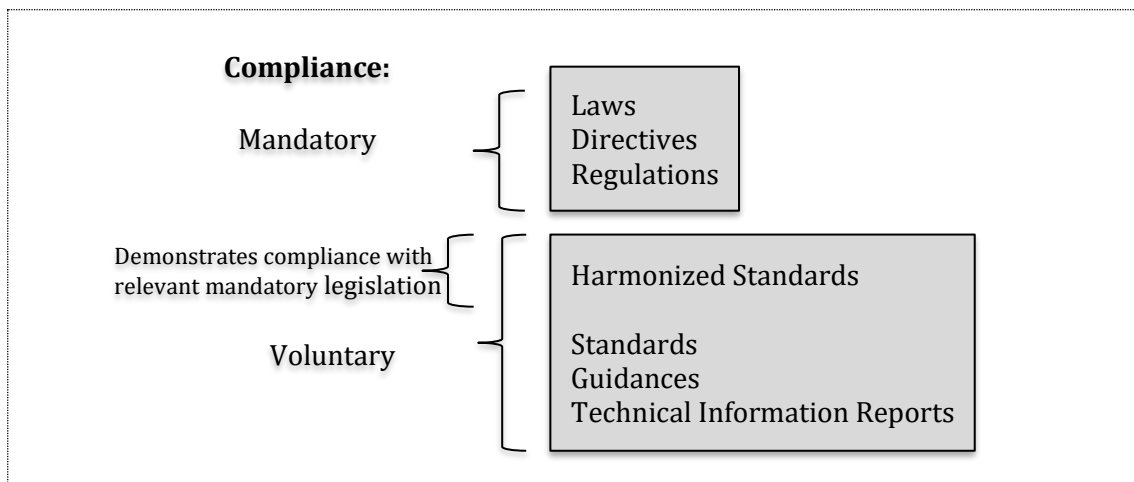 Compliance:
Mandatory
Laws
Directives
Regulations
Demonstrates compliance with
relevant mandatory legislation
Voluntary
Harmonized Standards
Standards
Guidances
Technical Information Reports